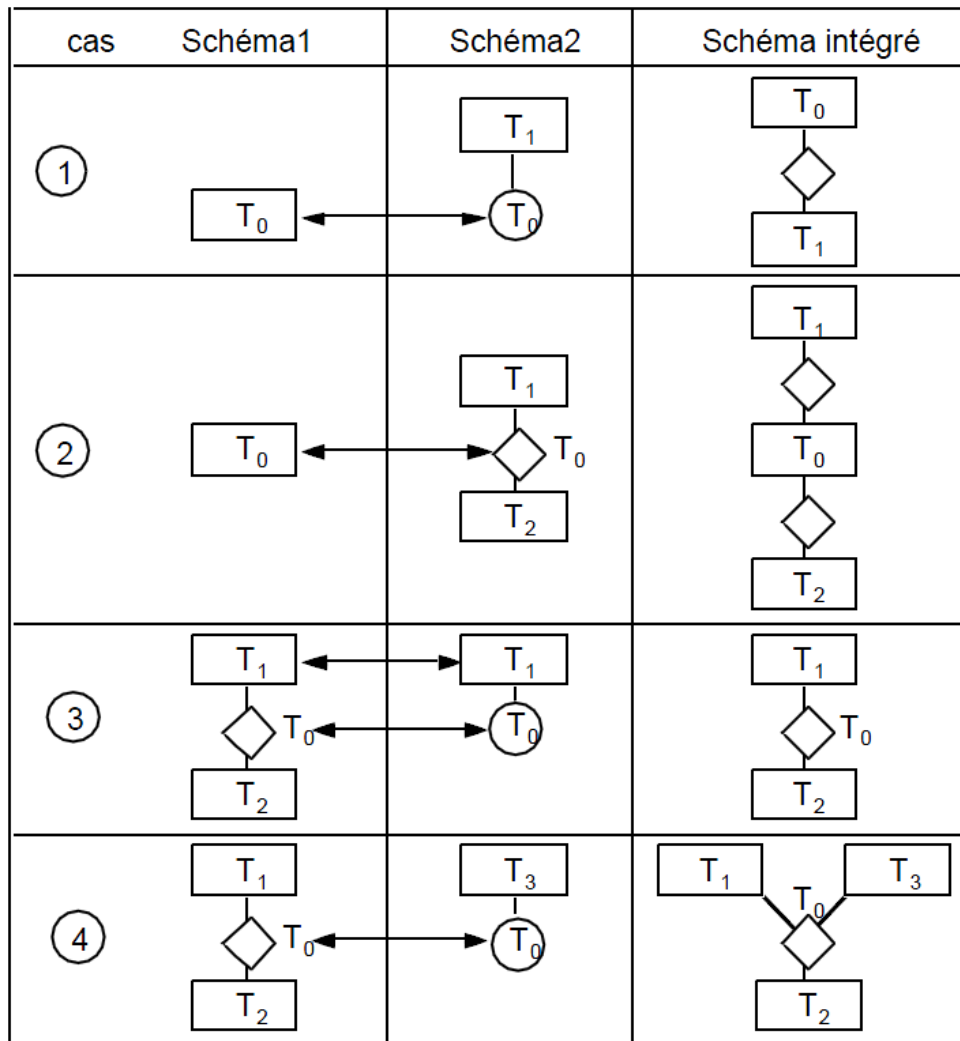 cas Schéma1 Schéma2 Schéma intégré
1
T₀
T₁
T₀
T₀
T₁
2
T₀
T₁
T₀
T₂
T₁
T₀
T₂
3
T₁
T₀
T₂
T₁
T₀
T₁
T₀
T₂
4
T₁
T₀
T₂
T₃
T₀
T₁
T₃
T₀
T₂